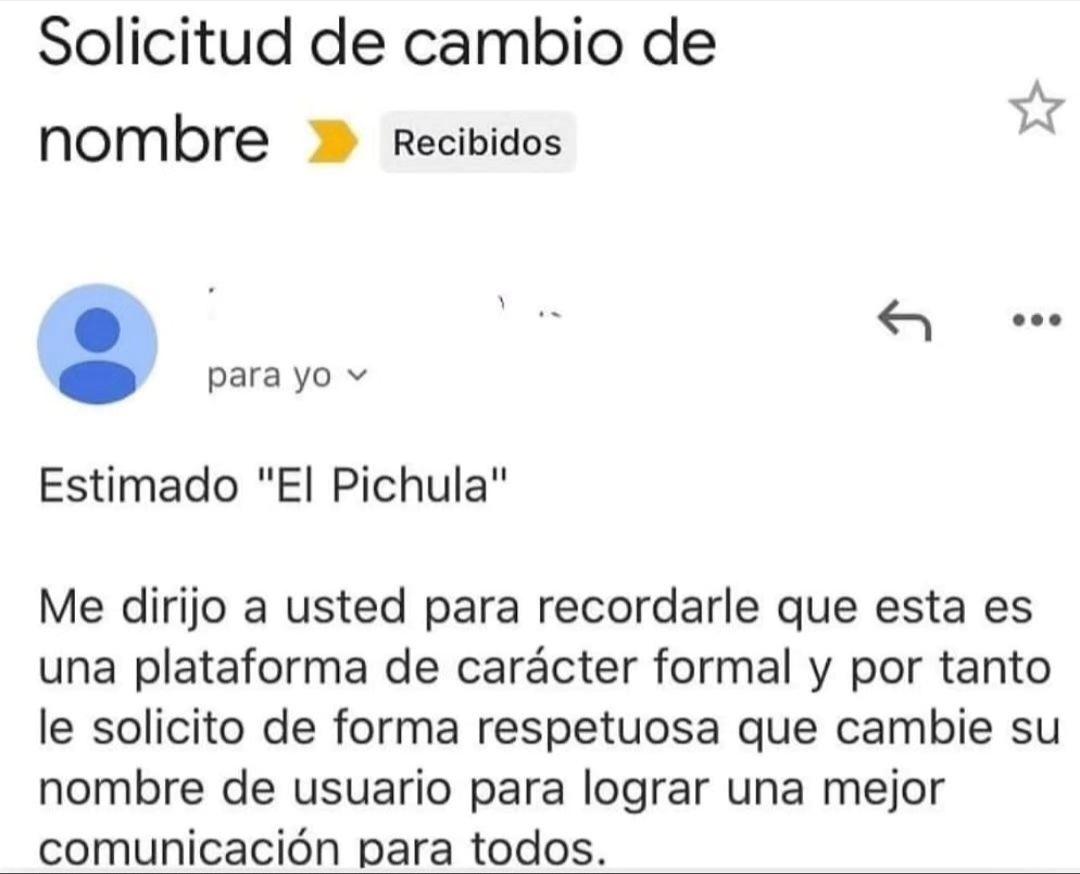 Solicitud de cambio de
nombre Recibidos
para yo
Estimado "El Pichula"
Me dirijo a usted para recordarle que esta es
una plataforma de carácter formal y por tanto
le solicito de forma respetuosa que cambie su
nombre de usuario para lograr una mejor
comunicación para todos.